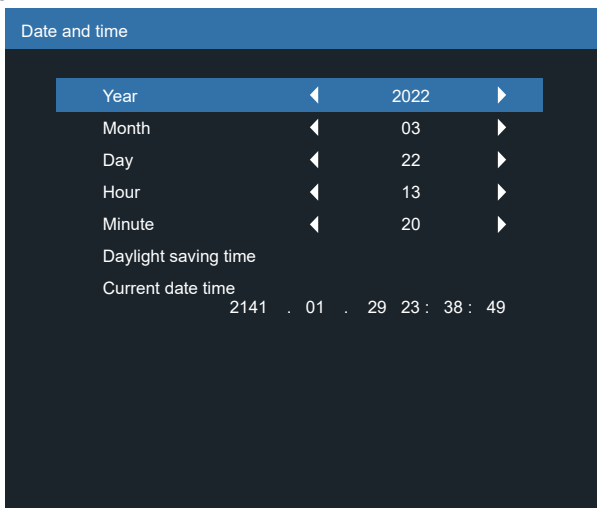 Date and time
Year 2022
Month 03
Day 22
Hour 13
Minute 20
Daylight saving time
Current date time
2141 . 01 . 29 23 : 38 : 49